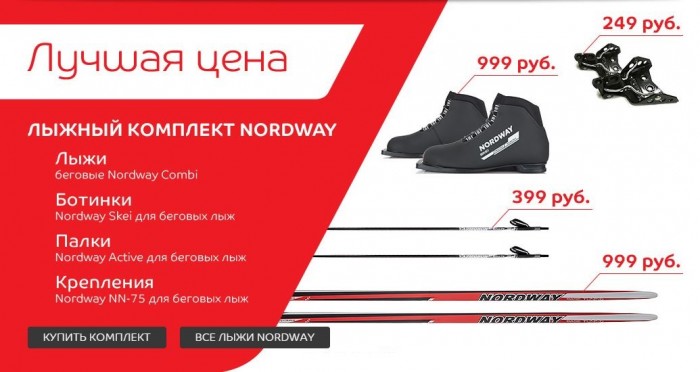 Лучшая цена
249 руб.
999 руб.
ЛЫЖНЫЙ КОМПЛЕКТ NORDWAY
NORDWAY
Лыжи
беговые Nordway Combi
Ботинки
Nordway Skei для беговых лыж
399 руб.
Палки
Nordway Active для беговых лыж
999 руб.
Крепления
Nordway NN-75 для беговых лыж
NORDWAY
NORDWAY
КУПИТЬ КОМПЛЕКТ
ВСЕ ЛЫЖИ NORDWAY